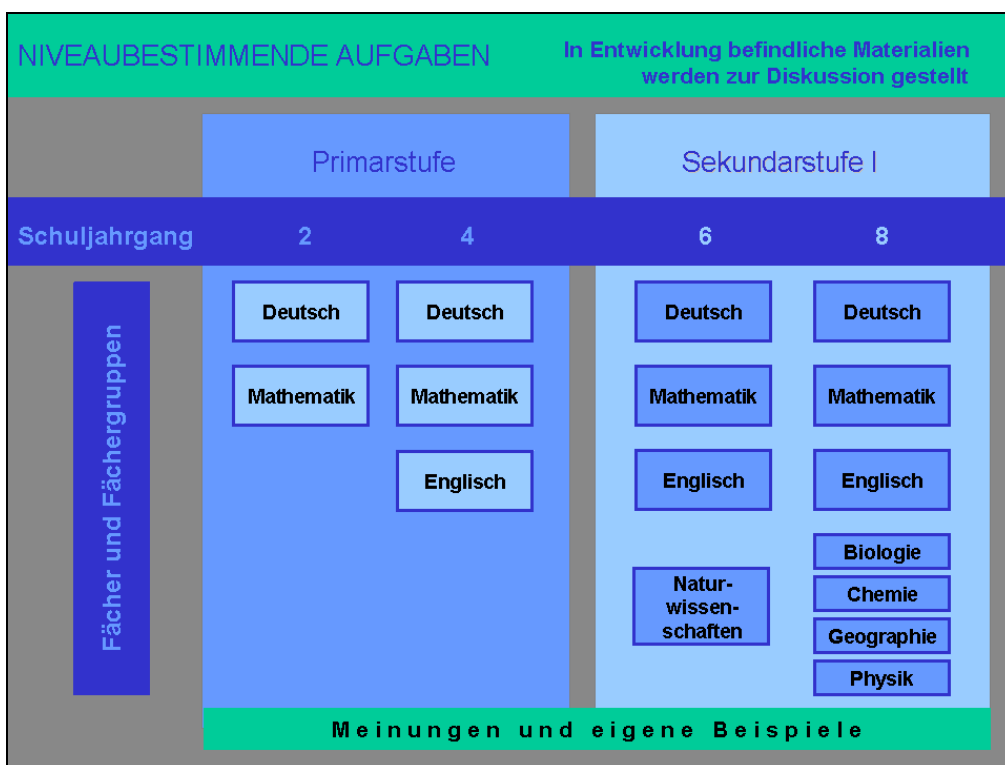 NIVEAUBESTIMMENDE AUFGABEN
In Entwicklung befindliche Materialien
werden zur Diskussion gestellt
Primarstufe
Sekundarstufe I
Schuljahrgang 2 4 6 8
Fächer und Fächergruppen
Deutsch Deutsch Deutsch Deutsch
Mathematik Mathematik Mathematik Mathematik
Englisch Englisch Englisch
Natur-
wissen-
schaften
Biologie
Chemie
Geographie
Physik
Meinungen und eigene Beispiele